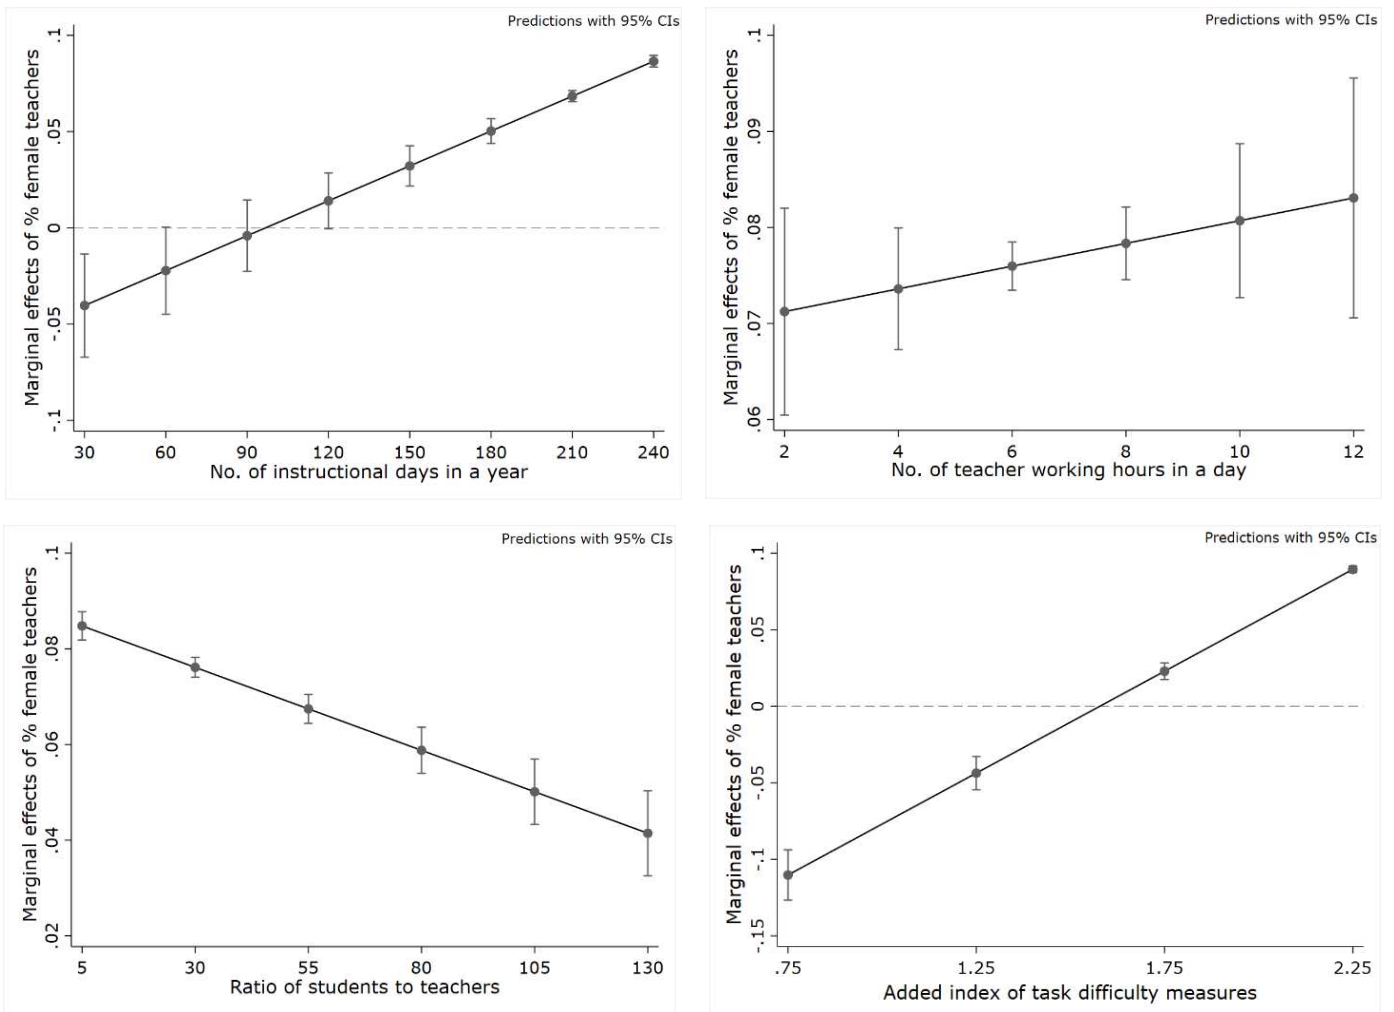 Predictions with 95% CIs
Marginal effects of % female teachers
.1
.05
0
-.05
-.1
30 60 90 120 150 180 210 240
No. of instructional days in a year
Predictions with 95% CIs
Marginal effects of % female teachers
.1
.09
.08
.07
.06
2 4 6 8 10 12
No. of teacher working hours in a day
Predictions with 95% CIs
Marginal effects of % female teachers
.1
.08
.06
.04
.02
5 30 55 80 105 130
Ratio of students to teachers
Predictions with 95% CIs
Marginal effects of % female teachers
.1
.05
0
-.05
-.1
-.15
.75 1.25 1.75 2.25
Added index of task difficulty measures